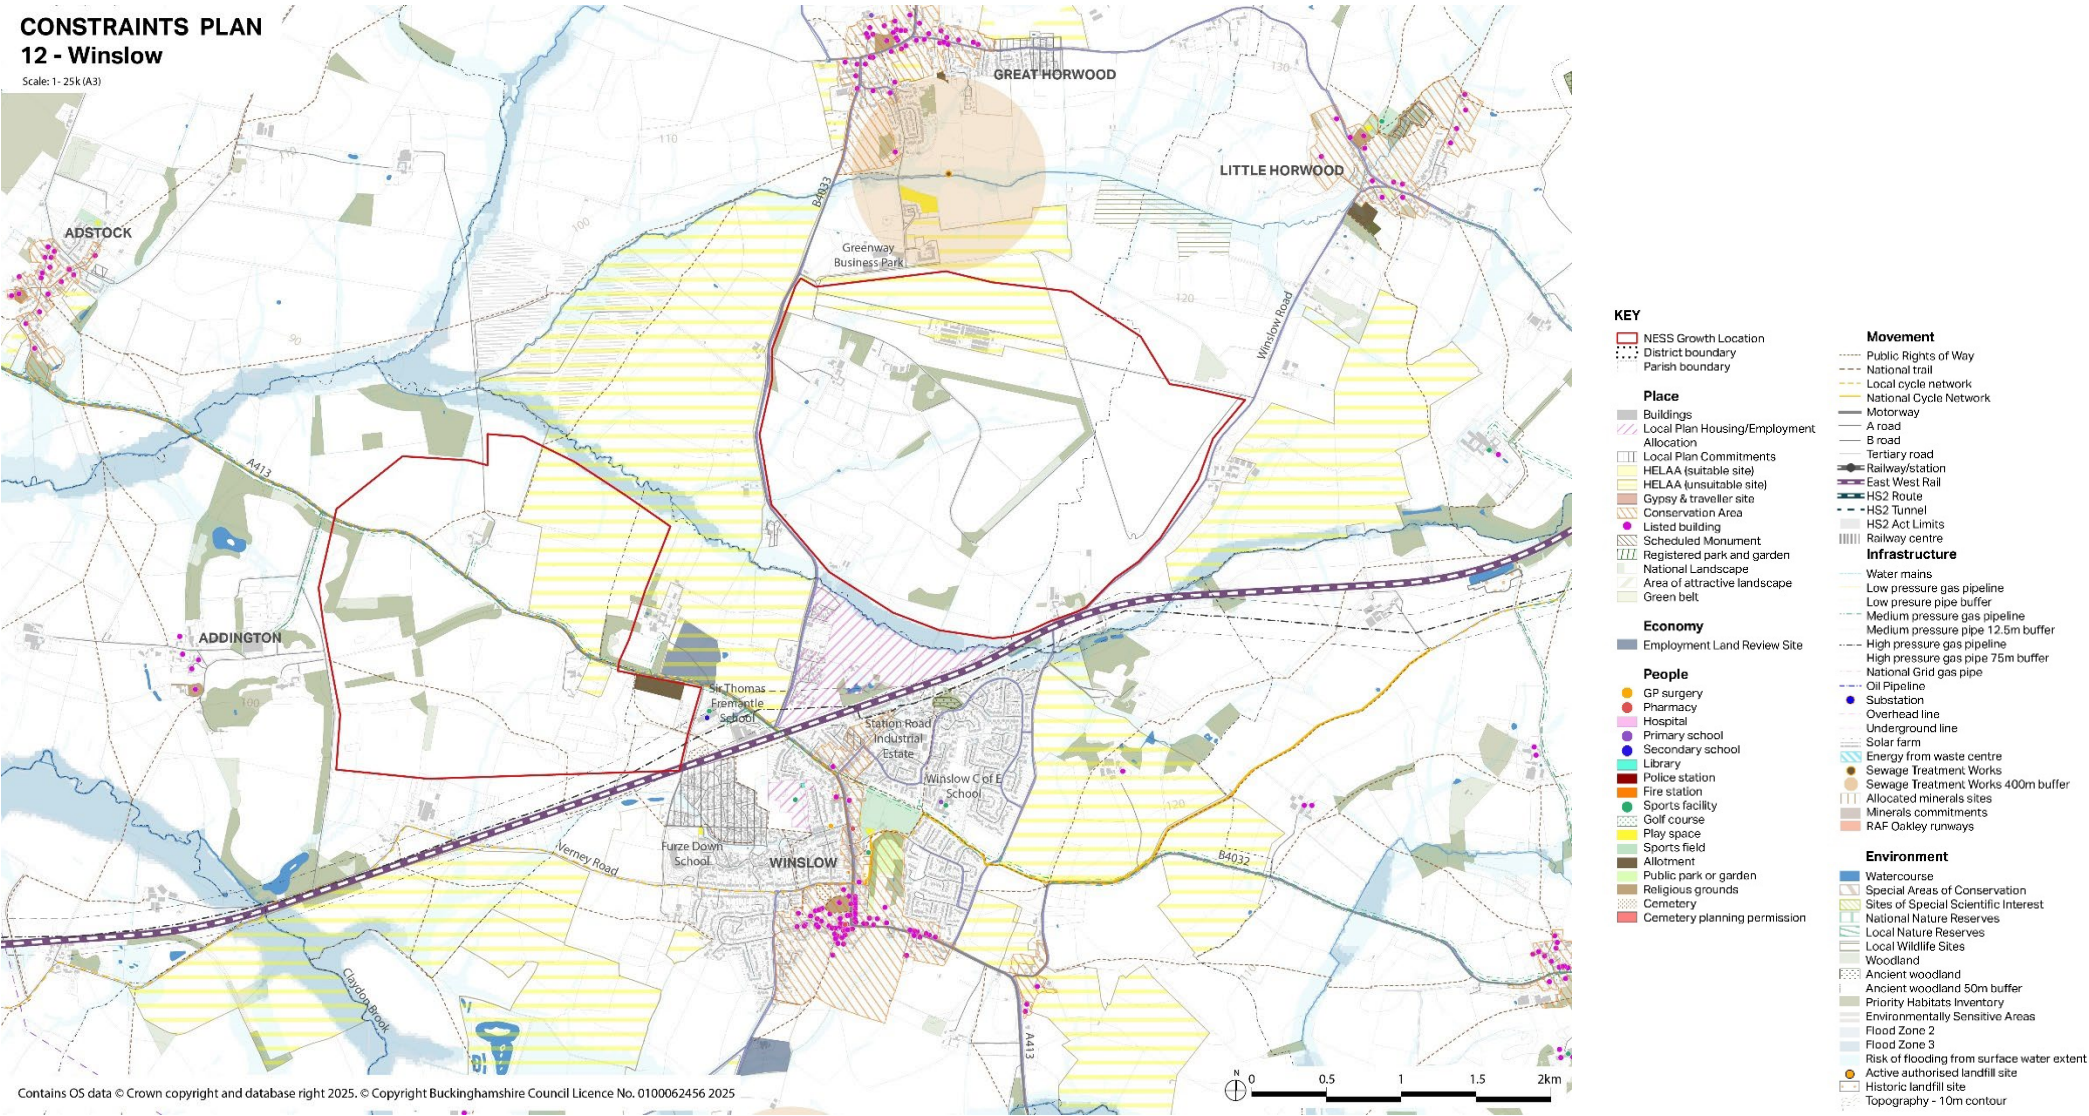 CONSTRAINTS PLAN
12 - Winslow
Scale: 1- 25k (A3)
GREAT HORWOOD
130
110
LITTLE HORWOOD
B4033
ADSTOCK
110
100
Greenway
Business Park
120
90
Winslow Road
A413
ADDINGTON
100
Sir Thomas
Fremantle
School
Station Road
Industrial
Estate
Winslow C of E
School
120
Furze Down
School
Verney Road
WINSLOW
B4032
110
Claydon Brook
A413
Contains OS data © Crown copyright and database right 2025. © Copyright Buckinghamshire Council Licence No. 0100062456 2025
N
0 0.5 1 1.5 2km
KEY
NESS Growth Location
District boundary
Parish boundary
Place
Buildings
Local Plan Housing/Employment
Allocation
Local Plan Commitments
HELAA (suitable site)
HELAA (unsuitable site)
Gypsy & traveller site
Conservation Area
Listed building
Scheduled Monument
Registered park and garden
National Landscape
Area of attractive landscape
Green belt
Economy
Employment Land Review Site
People
GP surgery
Pharmacy
Hospital
Primary school
Secondary school
Library
Police station
Fire station
Sports facility
Golf course
Play space
Sports field
Allotment
Public park or garden
Religious grounds
Cemetery
Cemetery planning permission
Movement
Public Rights of Way
National trail
Local cycle network
National Cycle Network
Motorway
A road
B road
Tertiary road
Railway/station
East West Rail
HS2 Route
HS2 Tunnel
HS2 Act Limits
Railway centre
Infrastructure
Water mains
Low pressure gas pipeline
Low presure pipe buffer
Medium pressure gas pipeline
Medium pressure pipe 12.5m buffer
High pressure gas pipeline
High pressure gas pipe 75m buffer
National Grid gas pipe
Oil Pipeline
Substation
Overhead line
Underground line
Solar farm
Energy from waste centre
Sewage Treatment Works
Sewage Treatment Works 400m buffer
Allocated minerals sites
Minerals commitments
RAF Oakley runways
Environment
Watercourse
Special Areas of Conservation
Sites of Special Scientific Interest
National Nature Reserves
Local Nature Reserves
Local Wildlife Sites
Woodland
Ancient woodland
Ancient woodland 50m buffer
Priority Habitats Inventory
Environmentally Sensitive Areas
Flood Zone 2
Flood Zone 3
Risk of flooding from surface water extent
Active authorised landfill site
Historic landfill site
Topography - 10m contour